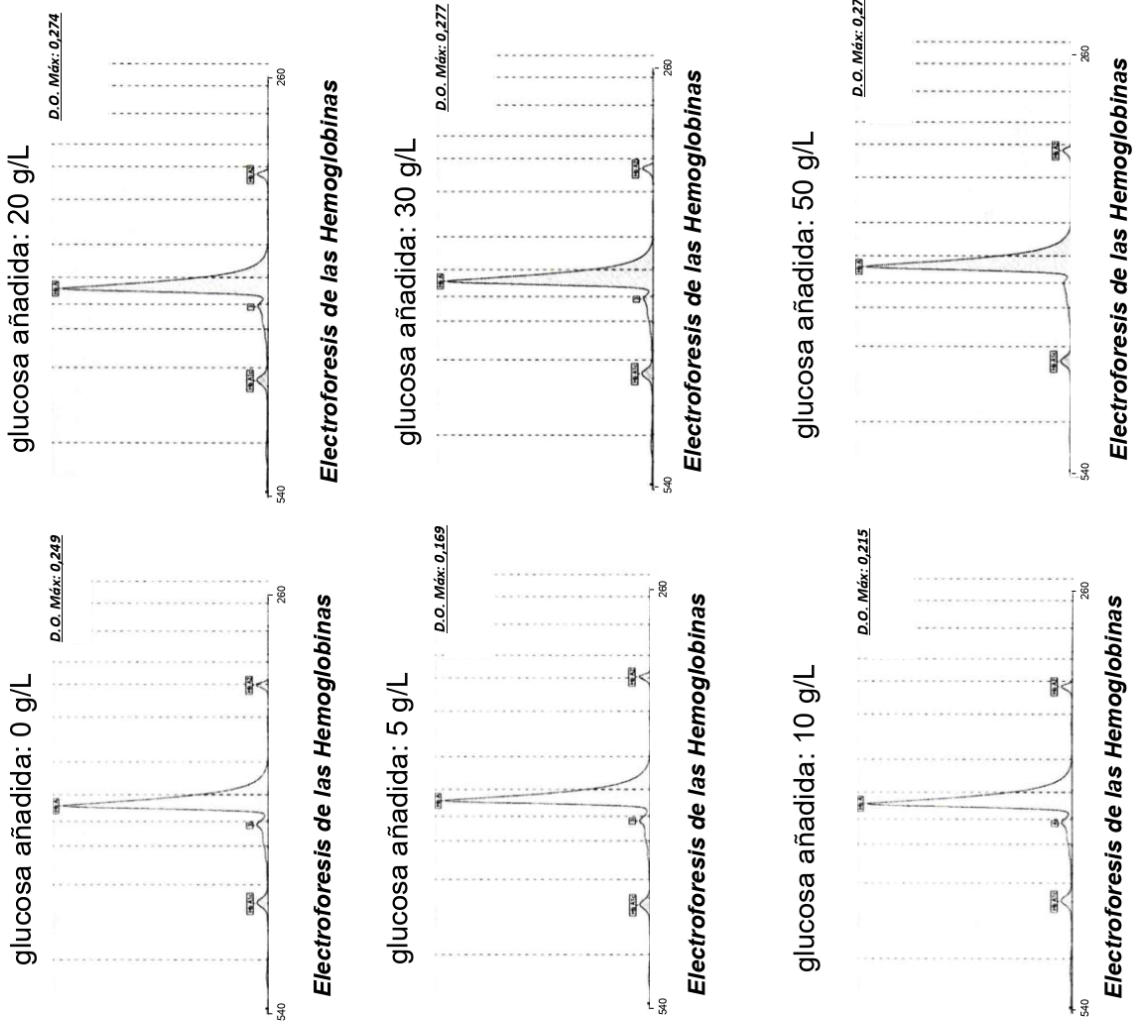 glucosa añadida: 0 g/L
D.O. Máx: 0,249
540
260
Electroforesis de las Hemoglobinas
glucosa añadida: 5 g/L
D.O. Máx: 0,169
540
260
Electroforesis de las Hemoglobinas
glucosa añadida: 10 g/L
D.O. Máx: 0,215
540
260
Electroforesis de las Hemoglobinas
glucosa añadida: 20 g/L
D.O. Máx: 0,274
540
260
Electroforesis de las Hemoglobinas
glucosa añadida: 30 g/L
D.O. Máx: 0,277
540
260
Electroforesis de las Hemoglobinas
glucosa añadida: 50 g/L
D.O. Máx: 0,27
540
260
Electroforesis de las Hemoglobinas